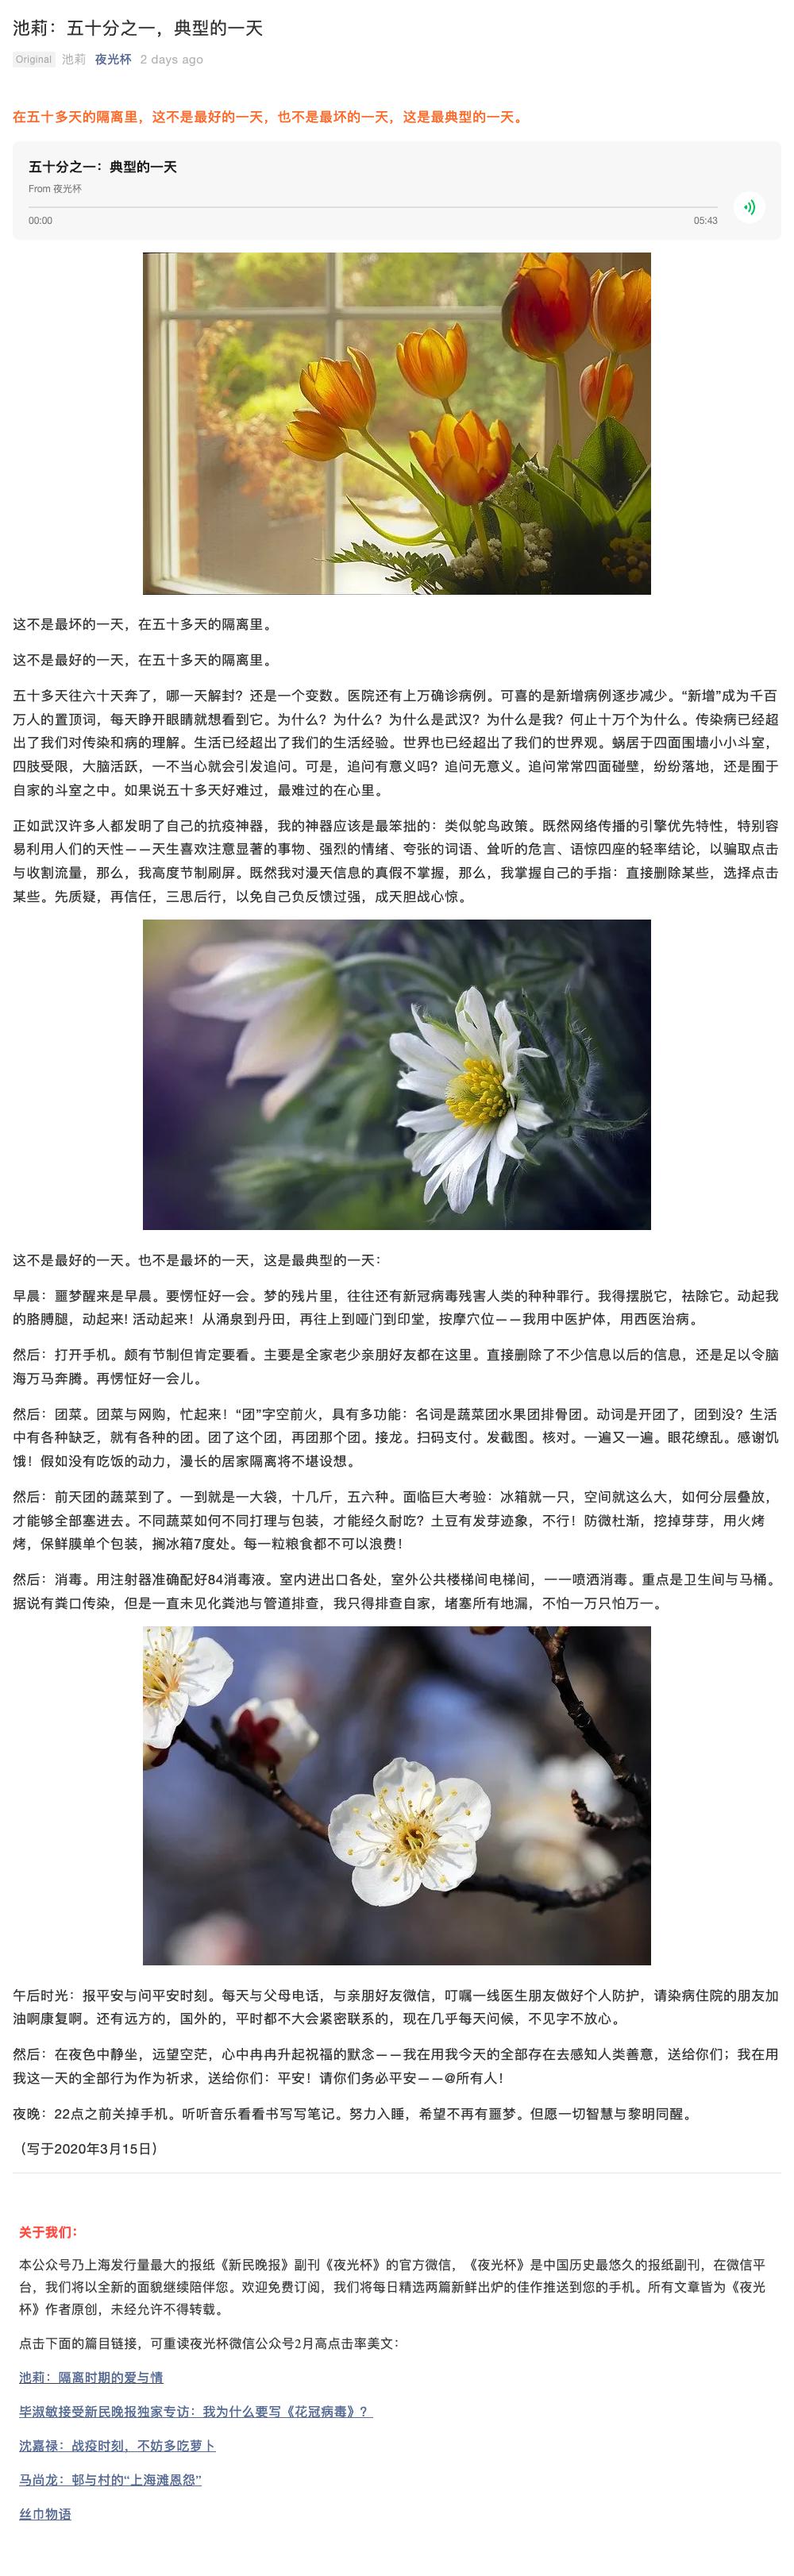 池莉：五十分之一，典型的一天
Original 池莉 夜光杯 2 days ago
在五十多天的隔离里，这不是最好的一天，也不是最坏的一天，这是最典型的一天。
五十分之一：典型的一天
From 夜光杯
00:00 05:43
这不是最坏的一天，在五十多天的隔离里。
这不是最好的一天，在五十多天的隔离里。
五十多天往六十天奔了，哪一天解封？还是一个变数。医院还有上万确诊病例。可喜的是新增病例逐步减少。“新增”成为千百
万人的置顶词，每天睁开眼睛就想看到它。为什么？为什么？为什么是武汉？为什么是我？何止十万个为什么。传染病已经超
出了我们对传染和病的理解。生活已经超出了我们的生活经验。世界也已经超出了我们的世界观。蜗居于四面围墙小小斗室，
四肢受限，大脑活跃，一不当心就会引发追问。可是，追问有意义吗？追问无意义。追问常常四面碰壁，纷纷落地，还是囿于
自家的斗室之中。如果说五十多天好难过，最难过的在心里。
正如武汉许多人都发明了自己的抗疫神器，我的神器应该是最笨拙的：类似鸵鸟政策。既然网络传播的引擎优先特性，特别容
易利用人们的天性——天生喜欢注意显著的事物、强烈的情绪、夸张的词语、耸听的危言、语惊四座的轻率结论，以骗取点击
与收割流量，那么，我高度节制刷屏。既然我对漫天信息的真假不掌握，那么，我掌握自己的手指：直接删除某些，选择点击
某些。先质疑，再信任，三思后行，以免自己负反馈过强，成天胆战心惊。
这不是最好的一天。也不是最坏的一天，这是最典型的一天：
早晨：噩梦醒来是早晨。要愣怔好一会。梦的残片里，往往还有新冠病毒残害人类的种种罪行。我得摆脱它，祛除它。动起我
的胳膊腿，动起来! 活动起来！从涌泉到丹田，再往上到哑门到印堂，按摩穴位——我用中医护体，用西医治病。
然后：打开手机。颇有节制但肯定要看。主要是全家老少亲朋好友都在这里。直接删除了不少信息以后的信息，还是足以令脑
海万马奔腾。再愣怔好一会儿。
然后：团菜。团菜与网购，忙起来！“团”字空前火，具有多功能：名词是蔬菜团水果团排骨团。动词是开团了，团到没？生活
中有各种缺乏，就有各种的团。团了这个团，再团那个团。接龙。扫码支付。发截图。核对。一遍又一遍。眼花缭乱。感谢饥
饿！假如没有吃饭的动力，漫长的居家隔离将不堪设想。
然后：前天团的蔬菜到了。一到就是一大袋，十几斤，五六种。面临巨大考验：冰箱就一只，空间就这么大，如何分层叠放，
才能够全部塞进去。不同蔬菜如何不同打理与包装，才能经久耐吃？土豆有发芽迹象，不行！防微杜渐，挖掉芽芽，用火烤
烤，保鲜膜单个包装，搁冰箱7度处。每一粒粮食都不可以浪费！
然后：消毒。用注射器准确配好84消毒液。室内进出口各处，室外公共楼梯间电梯间，一一喷洒消毒。重点是卫生间与马桶。
据说有粪口传染，但是一直未见化粪池与管道排查，我只得排查自家，堵塞所有地漏，不怕一万只怕万一。
午后时光：报平安与问平安时刻。每天与父母电话，与亲朋好友微信，叮嘱一线医生朋友做好个人防护，请染病住院的朋友加
油啊康复啊。还有远方的，国外的，平时都不大会紧密联系的，现在几乎每天问候，不见字不放心。
然后：在夜色中静坐，远望空茫，心中冉冉升起祝福的默念——我在用我今天的全部存在去感知人类善意，送给你们；我在用
我这一天的全部行为作为祈求，送给你们：平安！请你们务必平安——@所有人！
夜晚：22点之前关掉手机。听听音乐看看书写写笔记。努力入睡，希望不再有噩梦。但愿一切智慧与黎明同醒。
（写于2020年3月15日）
关于我们：
本公众号乃上海发行量最大的报纸《新民晚报》副刊《夜光杯》的官方微信，《夜光杯》是中国历史最悠久的报纸副刊，在微信平
台，我们将以全新的面貌继续陪伴您。欢迎免费订阅，我们将每日精选两篇新鲜出炉的佳作推送到您的手机。所有文章皆为《夜光
杯》作者原创，未经允许不得转载。
点击下面的篇目链接，可重读夜光杯微信公众号2月高点击率美文：
池莉：隔离时期的爱与情
毕淑敏接受新民晚报独家专访：我为什么要写《花冠病毒》？
沈嘉禄：战疫时刻，不妨多吃萝卜
马尚龙：邨与村的“上海滩恩怨”
丝巾物语